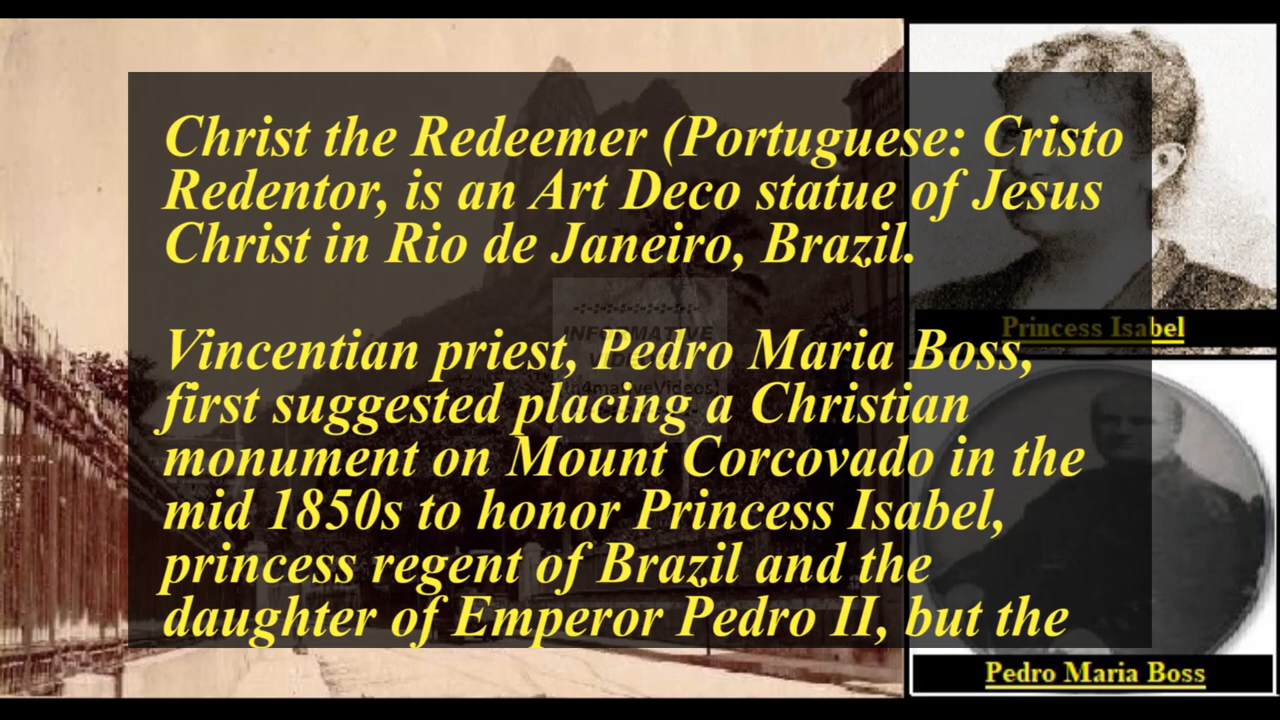 Christ the Redeemer (Portuguese: Cristo
Redentor, is an Art Deco statue of Jesus
Christ in Rio de Janeiro, Brazil.
Vincentian priest, Pedro Maria Boss,
first suggested placing a Christian
monument on Mount Corcovado in the
mid 1850s to honor Princess Isabel,
princess regent of Brazil and the
daughter of Emperor Pedro II, but the
Princess Isabel
Pedro Maria Boss
INFORMATIVE